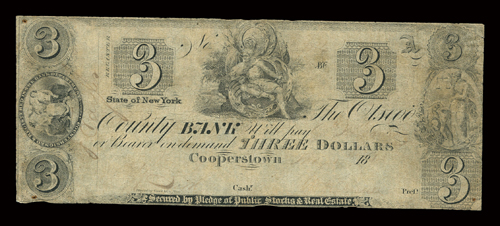 3 No A 3
3 3
State of New York.
The Otsego
County BANK Will pay
or Bearer on demand THREE DOLLARS
Cooperstown 18
3 3
Cash.r Pres.t
Secured by Pledge of Public Stocks & Real Estate